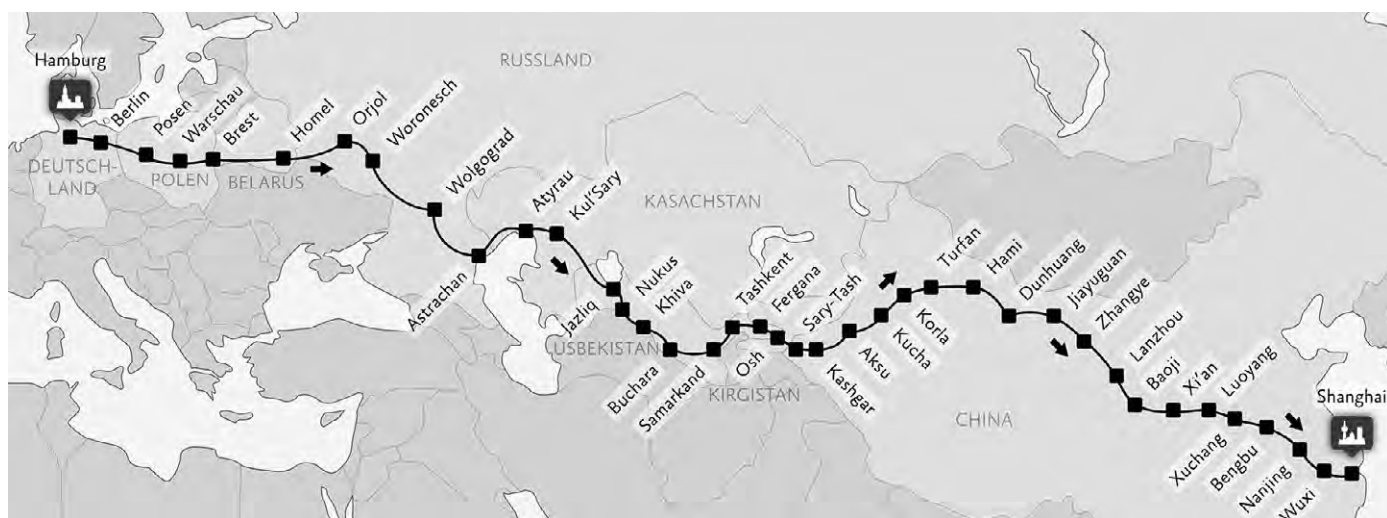 Hamburg
Berlin
Posen
Warschau
Brest
Homel
Orjol
Woronesch
Wolgograd
Astrachan
Atyrau
Kul'Sary
Jazliq
Nukus
Khiva
Buchara
Samarkand
Tashkent
Fergana
Osh
Sary-Tash
Kashgar
Aksu
Kucha
Korla
Turfan
Hami
Dunhuang
Jiayuguan
Zhangye
Lanzhou
Baoji
Xi'an
Luoyang
Xuchang
Bengbu
Nanjing
Wuxi
Shanghai
DEUTSCH-
LAND
POLEN
BELARUS
RUSSLAND
KASACHSTAN
USBEKISTAN
KIRGISTAN
CHINA